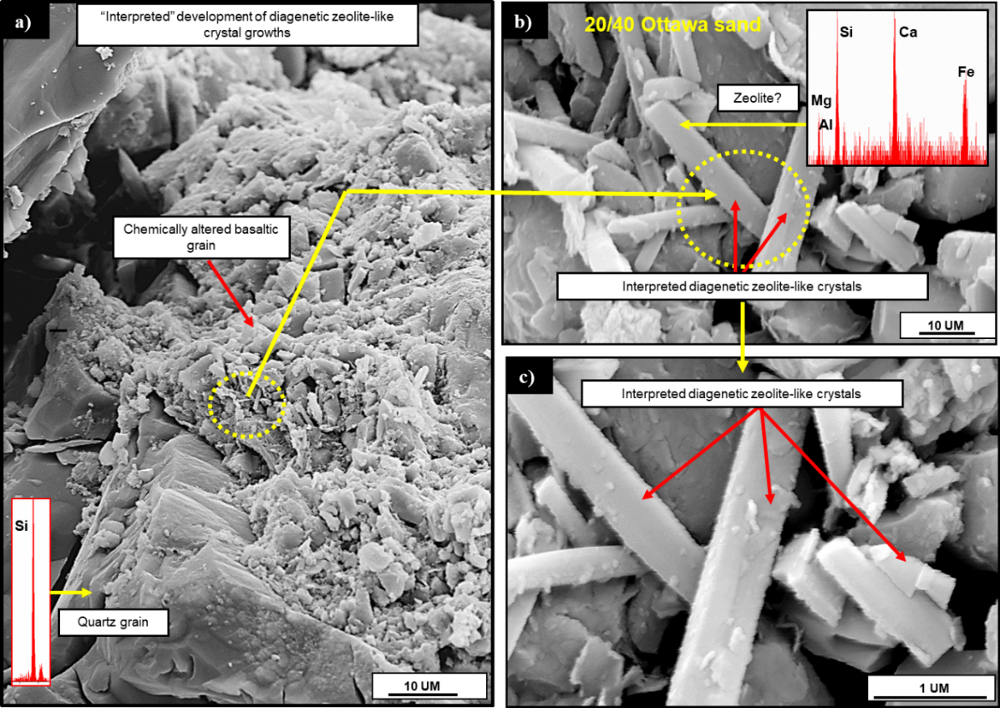 a)
“Interpreted” development of diagenetic zeolite-like
crystal growths
Chemically altered basaltic
grain
Si
Quartz grain
10 UM
b)
20/40 Ottawa sand
Si
Ca
Fe
Mg
Al
Zeolite?
Interpreted diagenetic zeolite-like crystals
10 UM
c)
Interpreted diagenetic zeolite-like crystals
1 UM